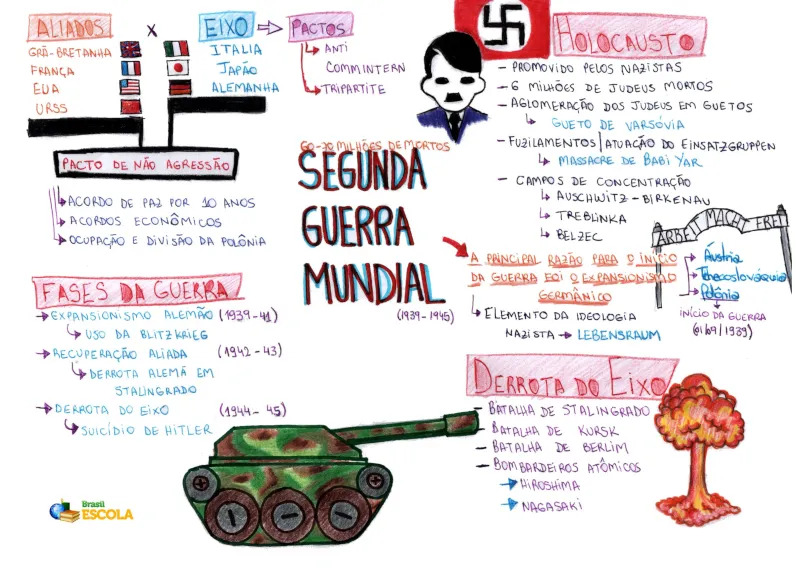 ALIADOS x EIXO PACTOS
GRÃ-BRETANHA
FRANÇA
EUA
URSS
ITALIA
JAPÃO
ALEMANHA
ANTI
COMMINTERN
TRIPARTITE
PACTO DE NÃO AGRESSÃO
ACORDO DE PAZ POR 10 ANOS
ACORDOS ECONÔMICOS
OCUPAÇÃO E DIVISÃO DA POLÔNIA
FASES DA GUERRA
EXPANSIONISMO ALEMÃO (1939-41)
USO DA BLITZKRIEG
RECUPERAÇÃO ALIADA (1942-43)
DERROTA ALEMÃ EM
STALINGRADO
DERROTA DO EIXO (1944-45)
SUICÍDIO DE HITLER
Brasil
ESCOLA
60-70 MILHÕES DE MORTOS
SEGUNDA
GUERRA
MUNDIAL
(1939-1945)
HOLOCAUSTO
- PROMOVIDO PELOS NAZISTAS
- 6 MILHÕES DE JUDEUS MORTOS
- AGLOMERAÇÃO DOS JUDEUS EM GUETOS
GUETO DE VARSÓVIA
- FUZILAMENTOS/ATUAÇÃO DO EINSATZGRUPPEN
MASSACRE DE BABI YAR
- CAMPOS DE CONCENTRAÇÃO
AUSCHWITZ-BIRKENAU
TREBLINKA
BELZEC
ARBEIT MACHT FREI
A PRINCIPAL RAZÃO PARA O INÍCIO
DA GUERRA FOI O EXPANSIONISMO
GERMÂNICO
Áustria
Tchecoslováquia
Polônia
INÍCIO DA GUERRA
(01/09/1939)
ELEMENTO DA IDEOLOGIA
NAZISTA LEBENSRAUM
DERROTA DO EIXO
- BATALHA DE STALINGRADO
- BATALHA DE KURSK
- BATALHA DE BERLIM
- BOMBARDEIROS ATÔMICOS
HIROSHIMA
NAGASAKI